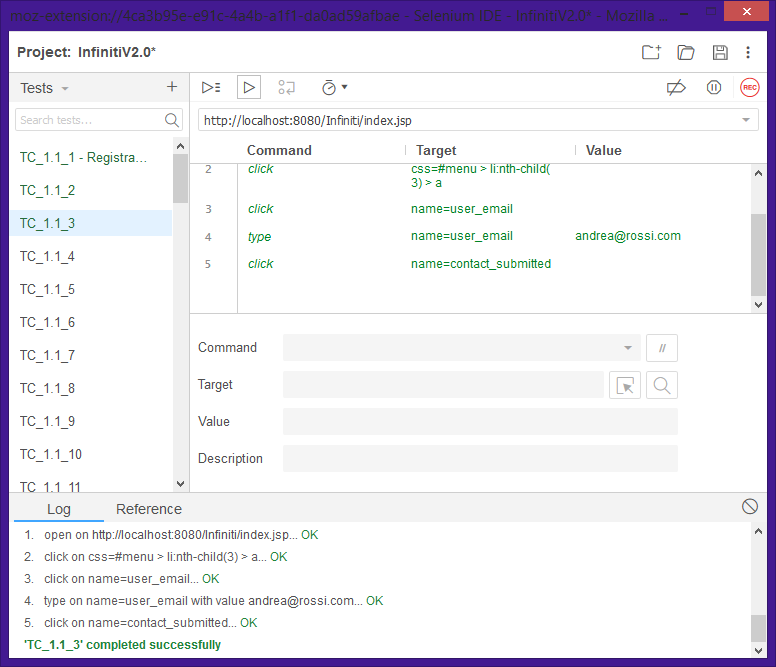 moz-extension://4ca3b95e-e91c-4a4b-a1f1-da0ad59afbae - Selenium IDE - InfinitiV2.0* - Mozilla ...
Project: InfinitiV2.0*
Tests
Search tests...
TC_1.1_1 - Registra...
TC_1.1_2
TC_1.1_3
TC_1.1_4
TC_1.1_5
TC_1.1_6
TC_1.1_7
TC_1.1_8
TC_1.1_9
TC_1.1_10
TC_1.1_11
REC
http://localhost:8080/Infiniti/index.jsp
Command Target Value
2 click css=#menu > li:nth-child(
3) > a
3 click name=user_email
4 type name=user_email andrea@rossi.com
5 click name=contact_submitted
Command //
Target
Value
Description
Log Reference
1. open on http://localhost:8080/Infiniti/index.jsp... OK
2. click on css=#menu > li:nth-child(3) > a... OK
3. click on name=user_email... OK
4. type on name=user_email with value andrea@rossi.com... OK
5. click on name=contact_submitted... OK
'TC_1.1_3' completed successfully